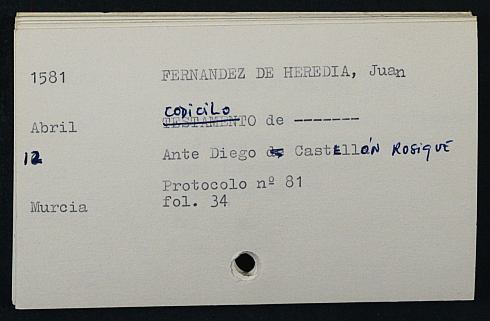 1581 FERNANDEZ DE HEREDIA, Juan
CODICILO
Abril TESTAMENTO de -------
12 Ante Diego de CastELLÓN ROSIQUE
Protocolo nº 81
Murcia fol. 34